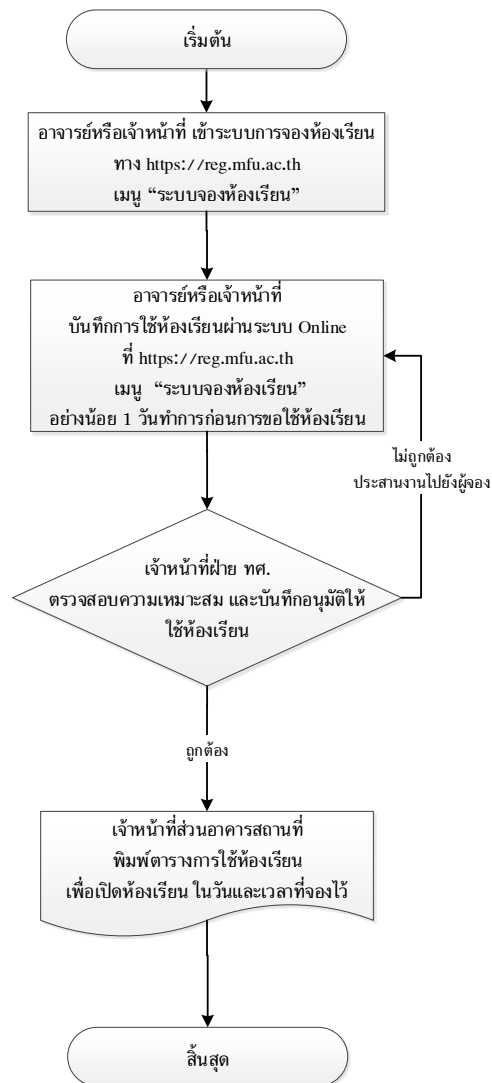 เริ่มต้น
อาจารย์หรือเจ้าหน้าที่ เข้าระบบการจองห้องเรียน
ทาง https://reg.mfu.ac.th
เมนู “ระบบจองห้องเรียน”
อาจารย์หรือเจ้าหน้าที่
บันทึกการใช้ห้องเรียนผ่านระบบ Online
ที่ https://reg.mfu.ac.th
เมนู “ระบบจองห้องเรียน”
อย่างน้อย 1 วันทำการก่อนการขอใช้ห้องเรียน
ไม่ถูกต้อง
ประสานงานไปยังผู้จอง
เจ้าหน้าที่ฝ่าย ทศ.
ตรวจสอบความเหมาะสม และบันทึกอนุมัติให้
ใช้ห้องเรียน
ถูกต้อง
เจ้าหน้าที่ส่วนอาคารสถานที่
พิมพ์ตารางการใช้ห้องเรียน
เพื่อเปิดห้องเรียน ในวันและเวลาที่จองไว้
สิ้นสุด